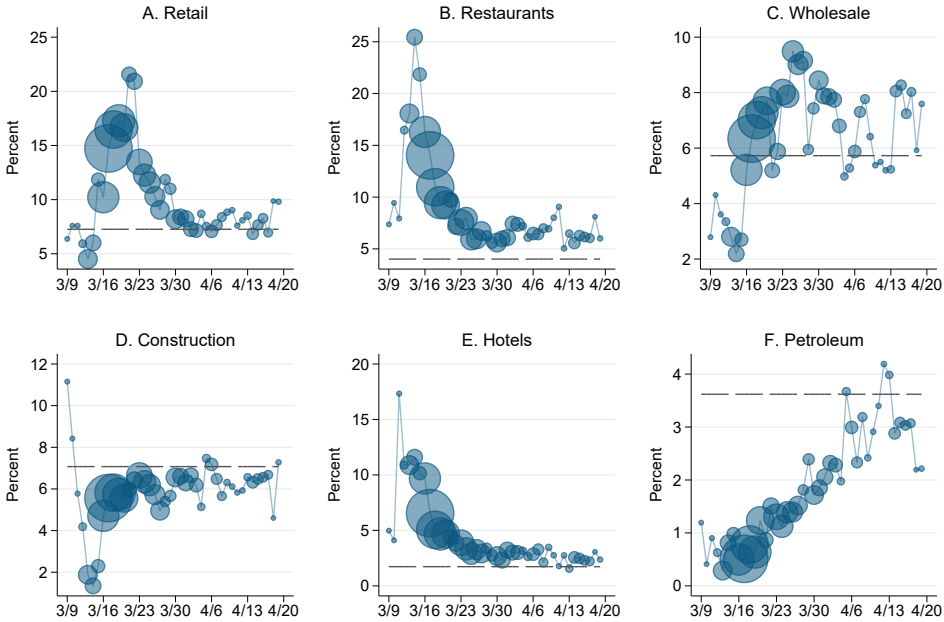 A. Retail
Percent
25
20
15
10
5
3/9 3/16 3/23 3/30 4/6 4/13 4/20
B. Restaurants
Percent
25
20
15
10
5
3/9 3/16 3/23 3/30 4/6 4/13 4/20
C. Wholesale
Percent
10
8
6
4
2
3/9 3/16 3/23 3/30 4/6 4/13 4/20
D. Construction
Percent
12
10
8
6
4
2
3/9 3/16 3/23 3/30 4/6 4/13 4/20
E. Hotels
Percent
20
15
10
5
0
3/9 3/16 3/23 3/30 4/6 4/13 4/20
F. Petroleum
Percent
4
3
2
1
0
3/9 3/16 3/23 3/30 4/6 4/13 4/20